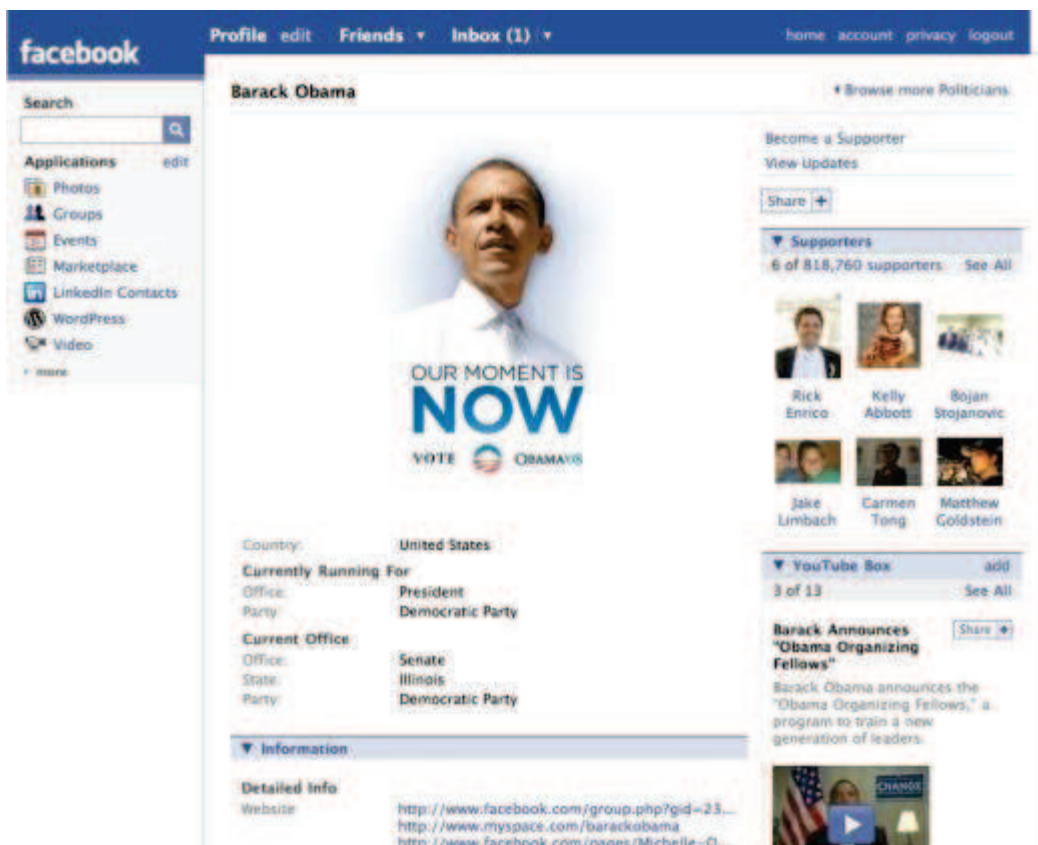 facebook
Profile edit Friends Inbox (1)
home account privacy logout
Search
Applications edit
Photos
Groups
Events
Marketplace
LinkedIn Contacts
WordPress
Video
more
Barack Obama
Browse more Politicians
OUR MOMENT IS
NOW
VOTE OBAMA'08
Country: United States
Currently Running For
Office: President
Party: Democratic Party
Current Office
Office: Senate
State: Illinois
Party: Democratic Party
Information
Detailed Info
Website http://www.facebook.com/group.php?gid=23...
http://www.myspace.com/barackobama
http://www.facebook.com/pages/Michelle-O...
Become a Supporter
View Updates
Share +
Supporters
6 of 818,760 supporters See All
Rick Enrico
Kelly Abbott
Bojan Stojanovic
Jake Limbach
Carmen Tong
Matthew Goldstein
YouTube Box add
3 of 13 See All
Barack Announces
"Obama Organizing
Fellows"
Share +
Barack Obama announces the
"Obama Organizing Fellows," a
program to train a new
generation of leaders.
CHANGE